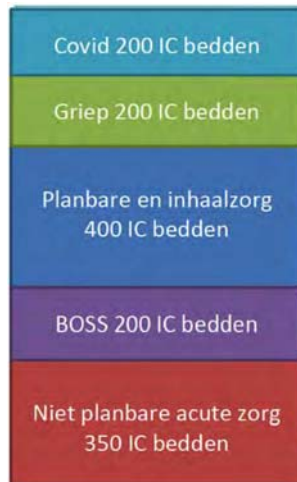 Covid 200 IC bedden
Griep 200 IC bedden
Planbare en inhaalzorg
400 IC bedden
BOSS 200 IC bedden
Niet planbare acute zorg
350 IC bedden